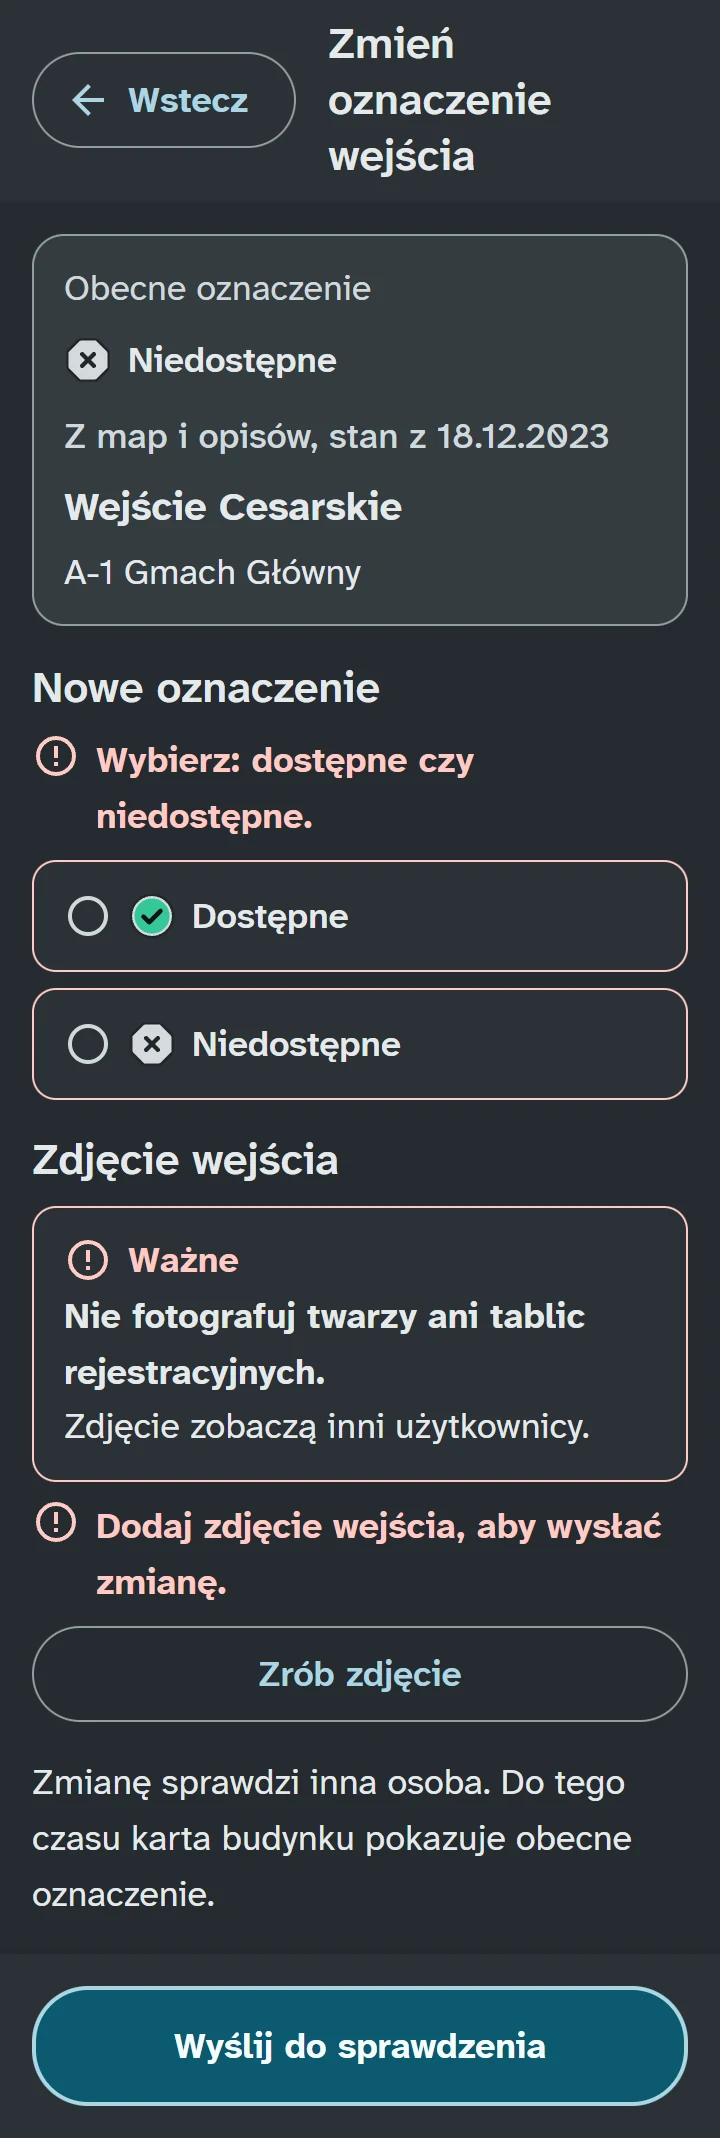 Wstecz
Zmień
oznaczenie
wejścia
Obecne oznaczenie
Niedostępne
Z map i opisów, stan z 18.12.2023
Wejście Cesarskie
A-1 Gmach Główny
Nowe oznaczenie
Wybierz: dostępne czy
niedostępne.
Dostępne
Niedostępne
Zdjęcie wejścia
Ważne
Nie fotografuj twarzy ani tablic
rejestracyjnych.
Zdjęcie zobaczą inni użytkownicy.
Dodaj zdjęcie wejścia, aby wysłać
zmianę.
Zrób zdjęcie
Zmianę sprawdzi inna osoba. Do tego
czasu karta budynku pokazuje obecne
oznaczenie.
Wyślij do sprawdzenia